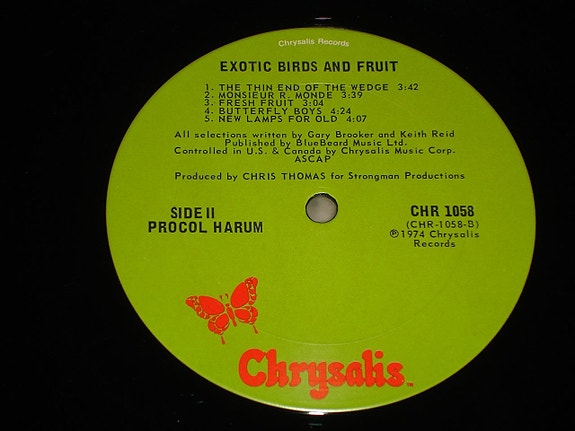 Chrysalis Records
EXOTIC BIRDS AND FRUIT
1. THE THIN END OF THE WEDGE 3:42
2. MONSIEUR R. MONDE 3:39
3. FRESH FRUIT 3:04
4. BUTTERFLY BOYS 4:24
5. NEW LAMPS FOR OLD 4:07
All selections written by Gary Brooker and Keith Reid
Published by BlueBeard Music Ltd.
Controlled in U.S. & Canada by Chrysalis Music Corp.
ASCAP
Produced by CHRIS THOMAS for Strongman Productions
SIDE II
PROCOL HARUM
CHR 1058
(CHR-1058-B)
℗1974 Chrysalis
Records
Chrysalis™